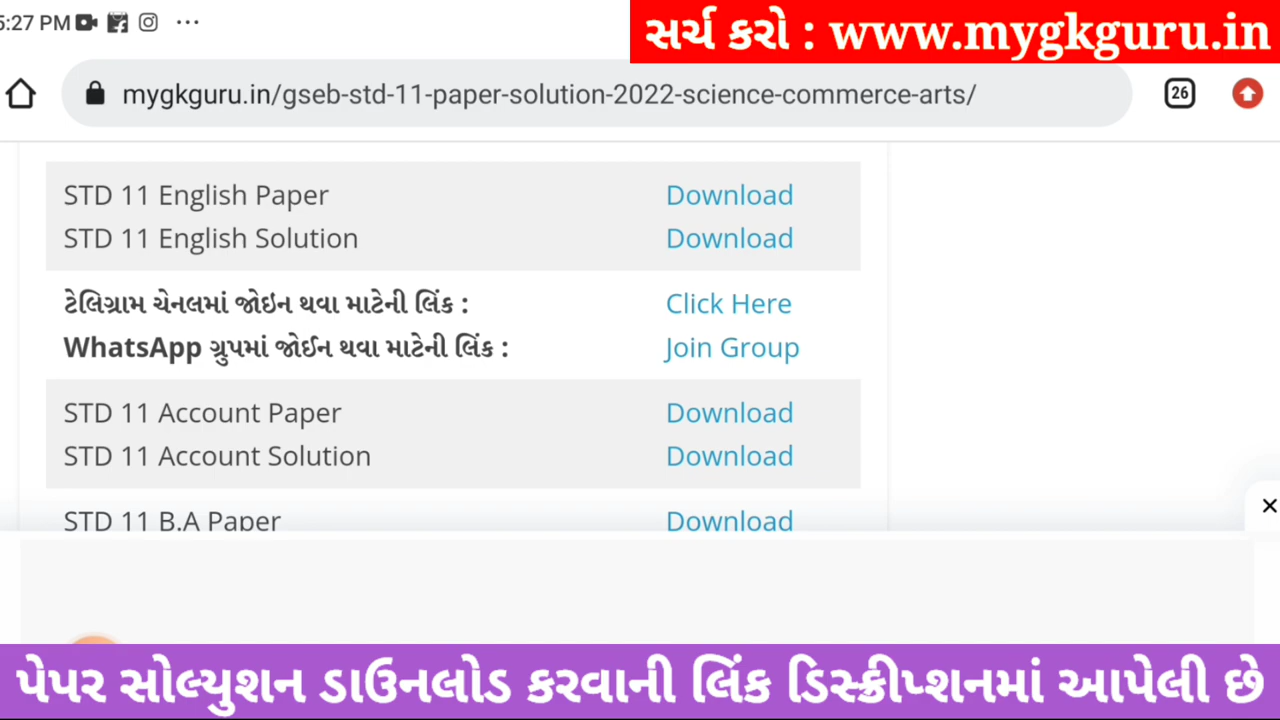 5:27 PM
સર્ચ કરો : www.mygkguru.in
mygkguru.in/gseb-std-11-paper-solution-2022-science-commerce-arts/
26
STD 11 English Paper Download
STD 11 English Solution Download
ટેલિગ્રામ ચેનલમાં જોઇન થવા માટેની લિંક : Click Here
WhatsApp ગ્રુપમાં જોઈન થવા માટેની લિંક : Join Group
STD 11 Account Paper Download
STD 11 Account Solution Download
STD 11 B.A Paper Download
પેપર સોલ્યુશન ડાઉનલોડ કરવાની લિંક ડિસ્ક્રીપ્શનમાં આપેલી છે